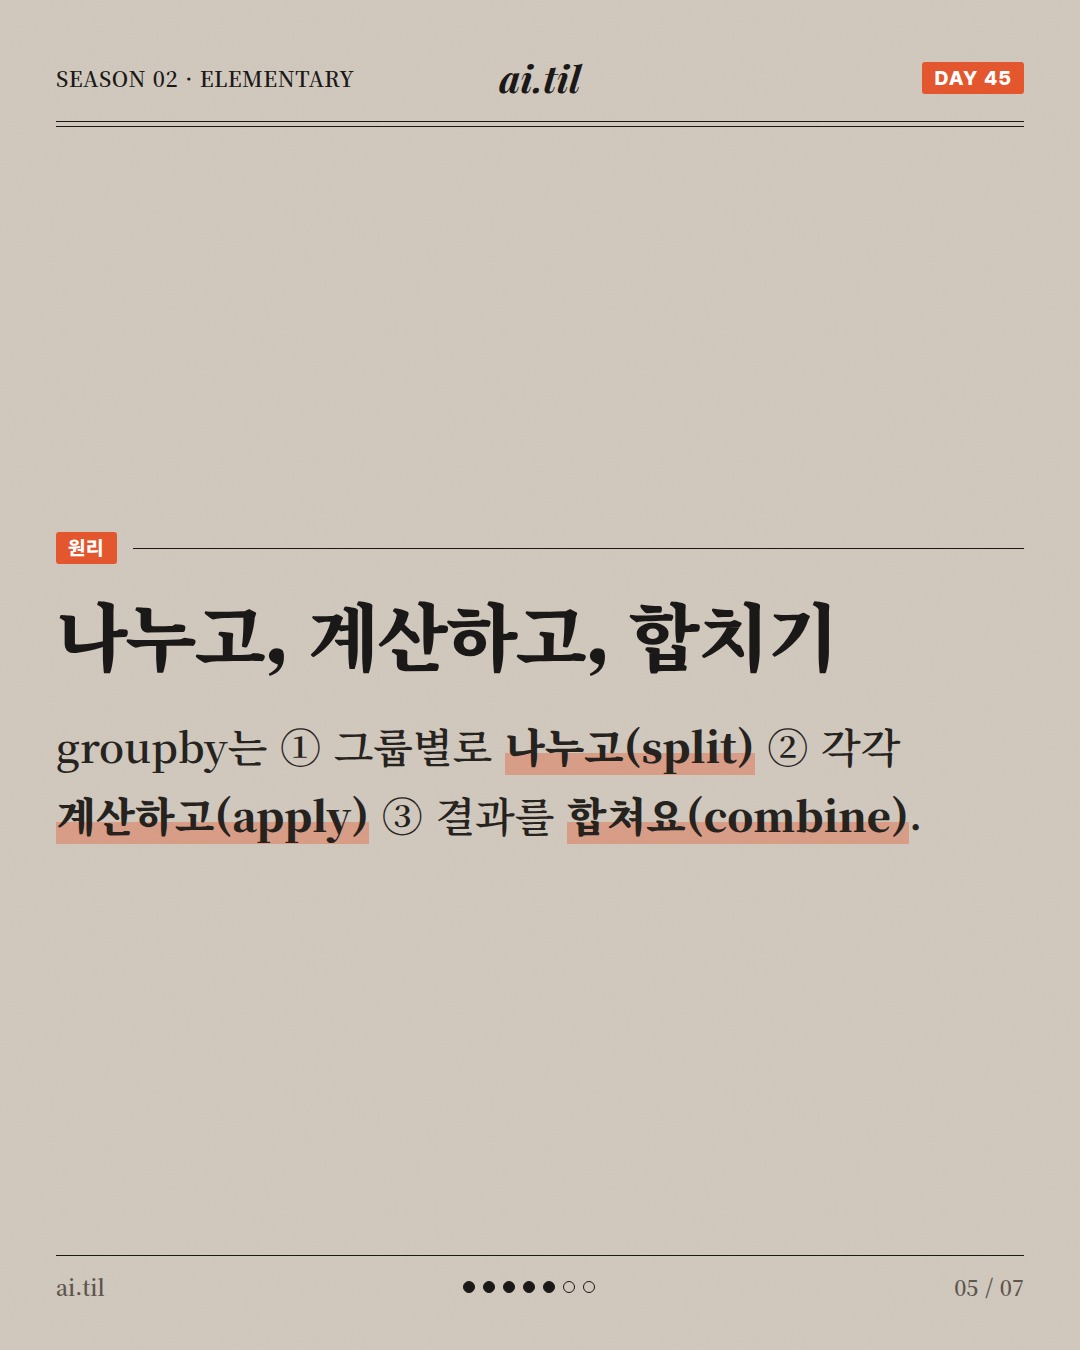 SEASON 02 · ELEMENTARY
ai.til
DAY 45
원리
나누고, 계산하고, 합치기
groupby는 ① 그룹별로 나누고(split) ② 각각
계산하고(apply) ③ 결과를 합쳐요(combine).
ai.til
05 / 07